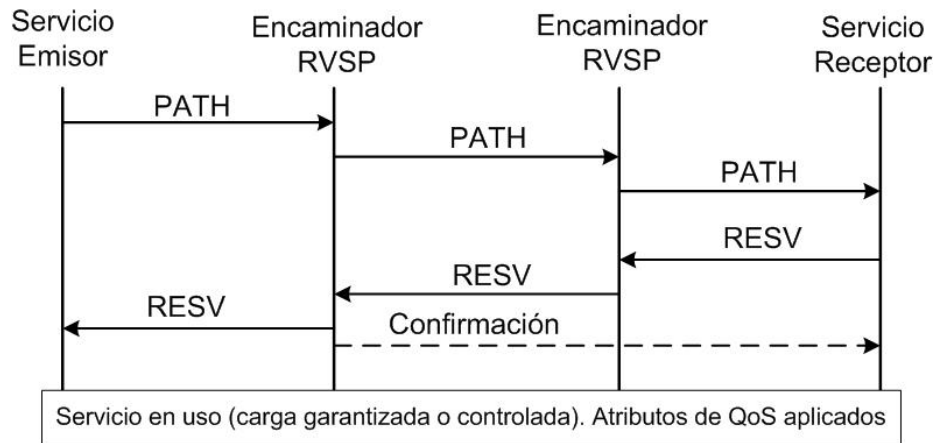 Servicio
Emisor
Encaminador
RVSP
Encaminador
RVSP
Servicio
Receptor
PATH
PATH
PATH
RESV
RESV
RESV
Confirmación
Servicio en uso (carga garantizada o controlada). Atributos de QoS aplicados